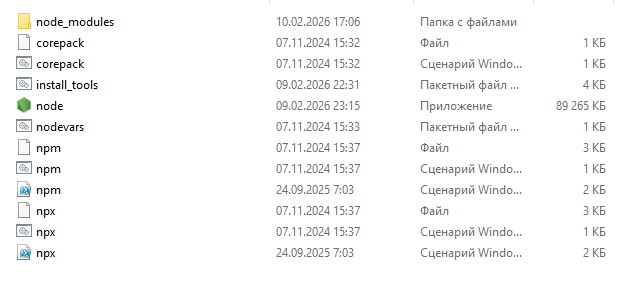 node_modules 10.02.2026 17:06 Папка с файлами
corepack 07.11.2024 15:32 Файл 1 КБ
corepack 07.11.2024 15:32 Сценарий Windo... 1 КБ
install_tools 09.02.2026 22:31 Пакетный файл ... 4 КБ
node 09.02.2026 23:15 Приложение 89 265 КБ
nodevars 07.11.2024 15:33 Пакетный файл ... 1 КБ
npm 07.11.2024 15:37 Файл 3 КБ
npm 07.11.2024 15:37 Сценарий Windo... 1 КБ
npm 24.09.2025 7:03 Сценарий Windo... 2 КБ
npx 07.11.2024 15:37 Файл 3 КБ
npx 07.11.2024 15:37 Сценарий Windo... 1 КБ
npx 24.09.2025 7:03 Сценарий Windo... 2 КБ